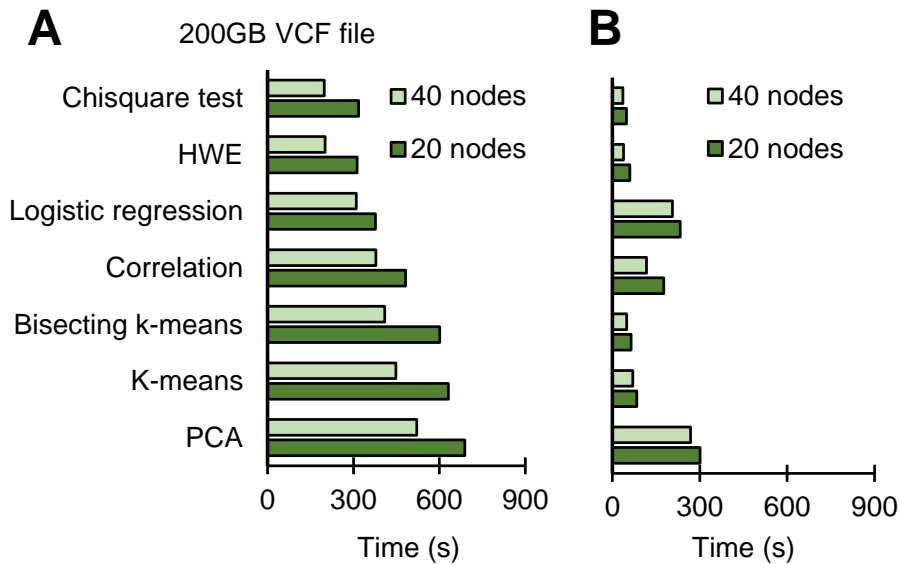 A
200GB VCF file
B
Chisquare test
HWE
Logistic regression
Correlation
Bisecting k-means
K-means
PCA
40 nodes
20 nodes
0 300 600 900
Time (s)
40 nodes
20 nodes
0 300 600 900
Time (s)